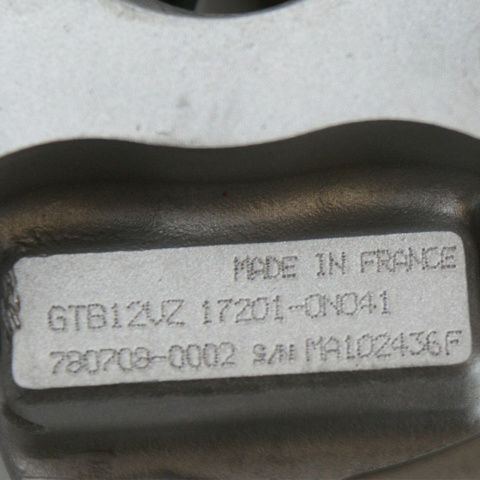 MADE IN FRANCE
GTB12VZ 17201-0N041
780708-0002 S/N MA102436F